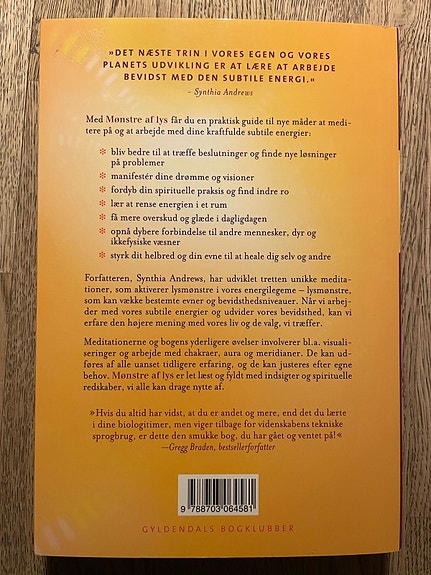 »DET NÆSTE TRIN I VORES EGEN OG VORES
PLANETS UDVIKLING ER AT LÆRE AT ARBEJDE
BEVIDST MED DEN SUBTILE ENERGI.«
– Synthia Andrews
Med Mønstre af lys får du en praktisk guide til nye måder at medi-
tere på og at arbejde med dine kraftfulde subtile energier:
* bliv bedre til at træffe beslutninger og finde nye løsninger
på problemer
* manifestér dine drømme og visioner
* fordyb din spirituelle praksis og find indre ro
* lær at rense energien i et rum
* få mere overskud og glæde i dagligdagen
* opnå dybere forbindelse til andre mennesker, dyr og
ikkefysiske væsner
* styrk dit helbred og din evne til at heale dig selv og andre
Forfatteren, Synthia Andrews, har udviklet tretten unikke medita-
tioner, som aktiverer lysmønstre i vores energilegeme – lysmønstre,
som kan vække bestemte evner og bevidsthedsniveauer. Når vi arbej-
der med vores subtile energier og udvider vores bevidsthed, kan vi
erfare den højere mening med vores liv og de valg, vi træffer.
Meditationerne og bogens yderligere øvelser involverer bl.a. visuali-
seringer og arbejde med chakraer, aura og meridianer. De kan ud-
føres af alle uanset tidligere erfaring, og de kan justeres efter egne
behov. Mønstre af lys er let læst og fyldt med indsigter og spirituelle
redskaber, vi alle kan drage nytte af.
»Hvis du altid har vidst, at du er andet og mere, end det du lærte
i dine biologitimer, men viger tilbage for videnskabens tekniske
sprogbrug, er dette den smukke bog, du har gået og ventet på!«
—Gregg Braden, bestsellerforfatter
9 788703 064581
GYLDENDALS BOGKLUBBER